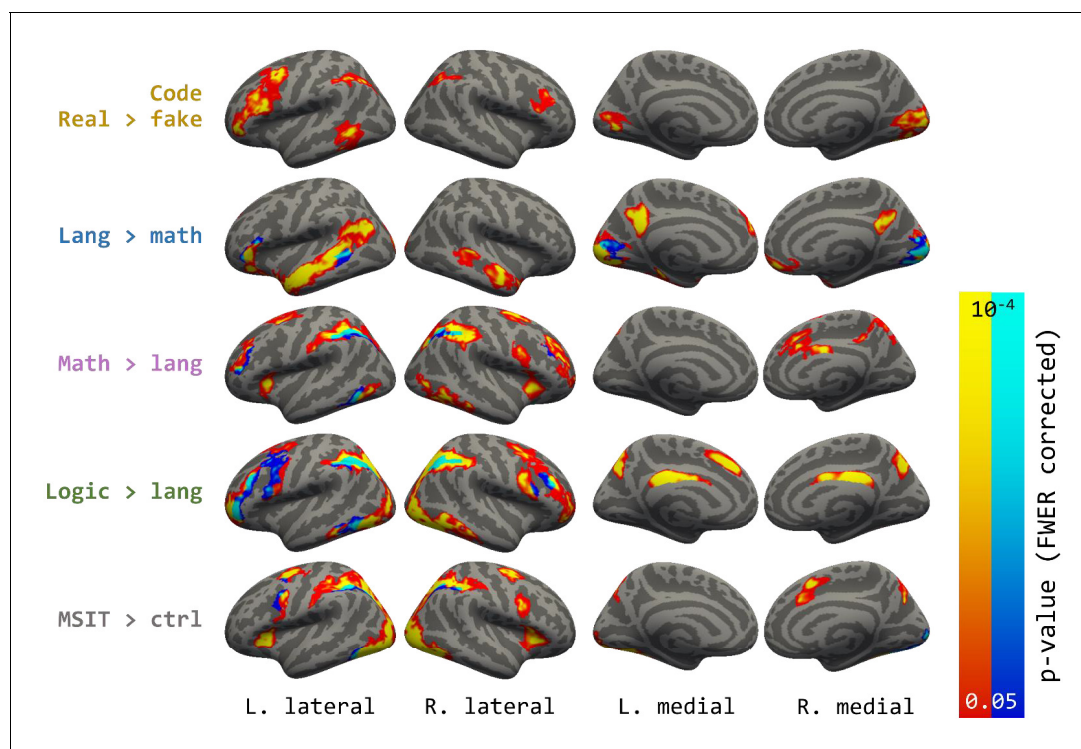 Code
Real > fake
Lang > math
Math > lang
Logic > lang
MSIT > ctrl
L. lateral
R. lateral
L. medial
R. medial
10-4
0.05
p-value (FWER corrected)